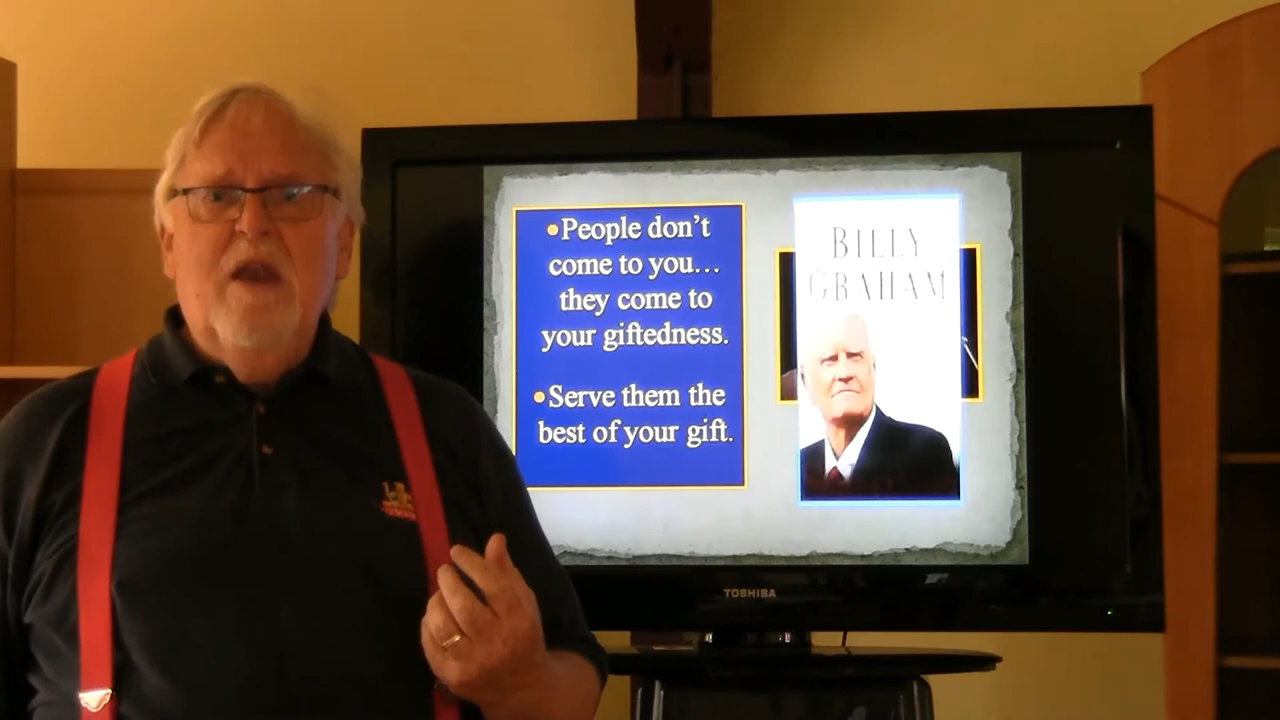 •People don't
come to you…
they come to
your giftedness.
•Serve them the
best of your gift.
BILLY
GRAHAM
TOSHIBA